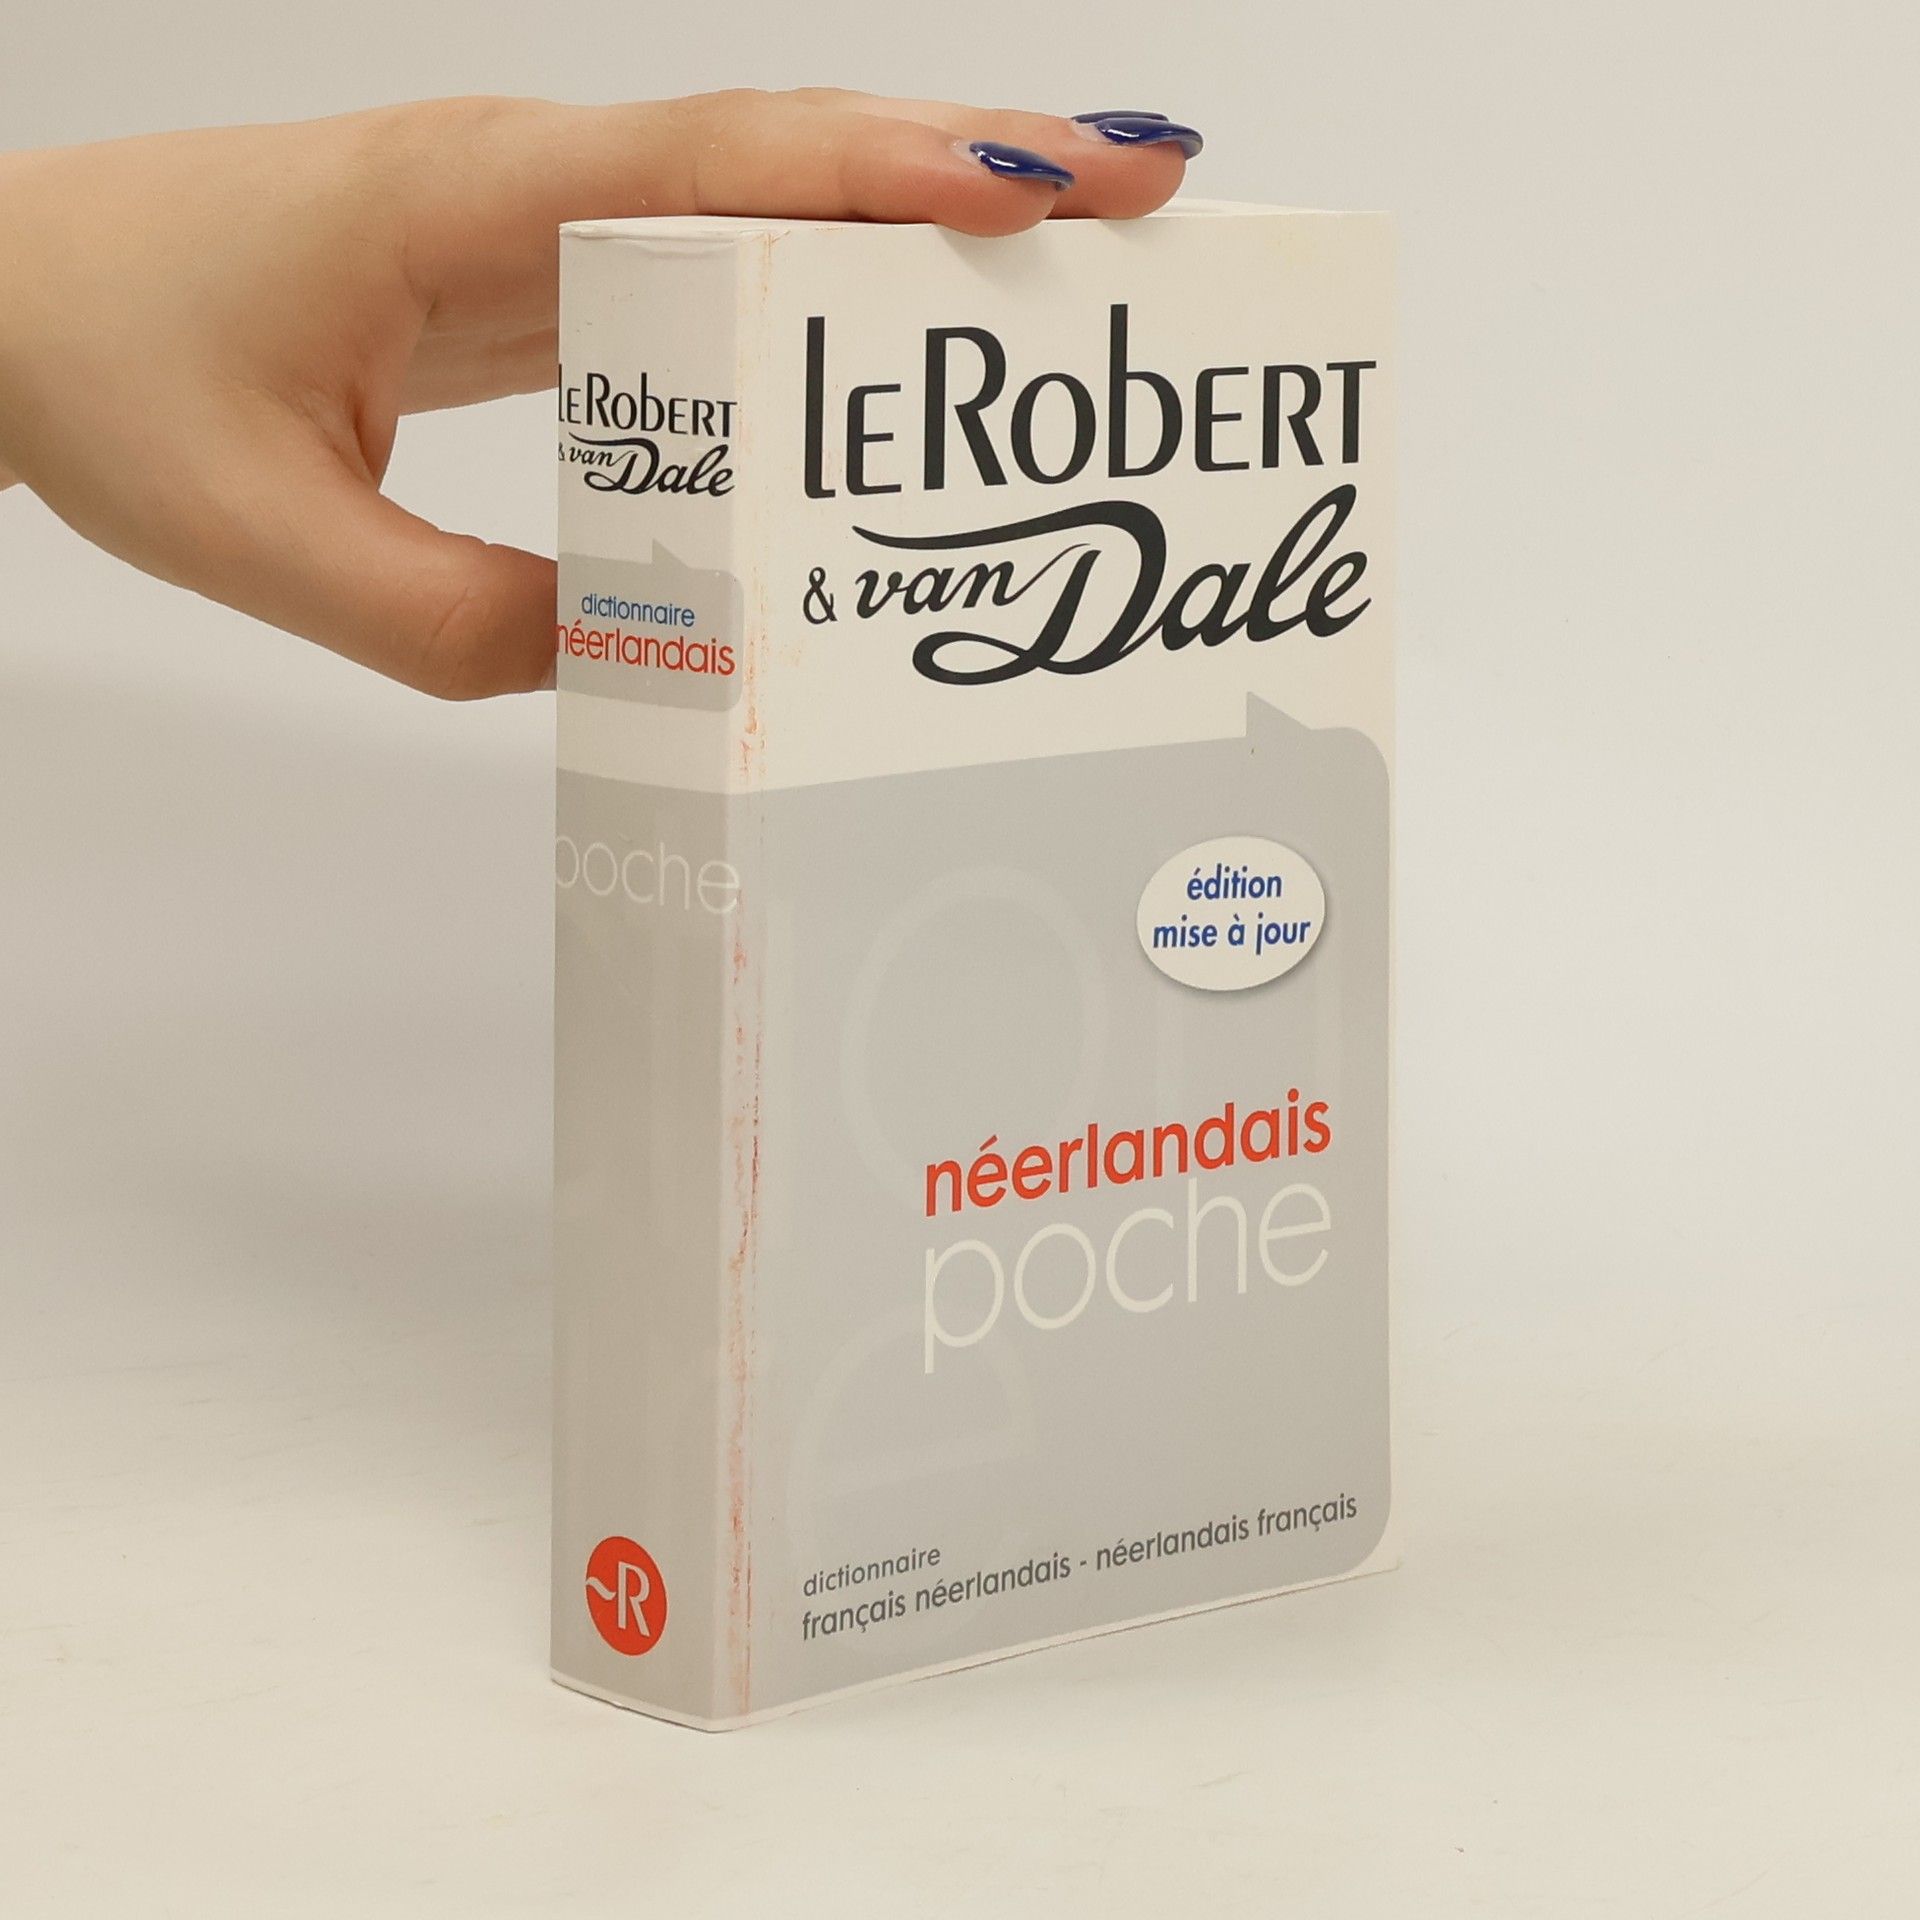 le Robert
& van Dale
dictionnaire
néerlandais
poche
R
le Robert
& van Dale
édition
mise à jour
néerlandais
poche
dictionnaire
français néerlandais - néerlandais français